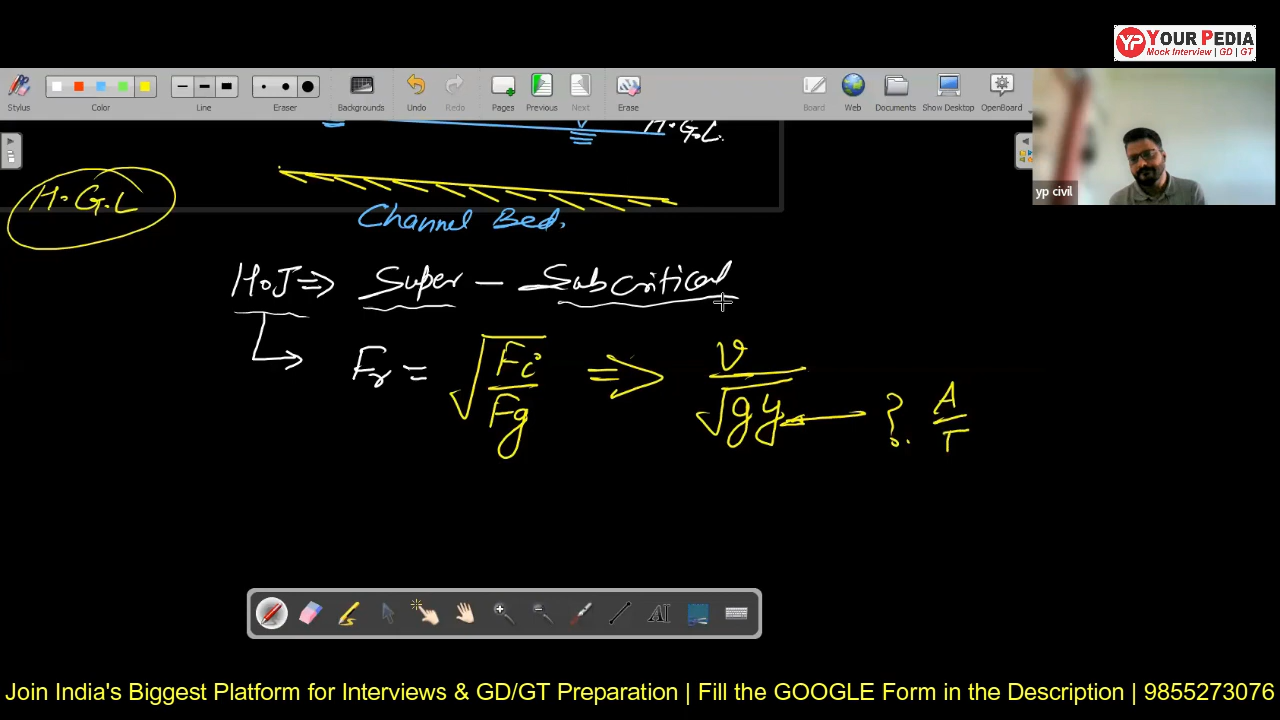 YP YOUR PEDIA
Mock Interview | GD | GT
Stylus Color Line Eraser Backgrounds Undo Redo Pages Previous Next Erase Board Web Documents Show Desktop OpenBoard
H.G.L.
yp civil
H.G.L
Channel Bed.
HoJ => Super - Subcritical
Fr = √(Fi/Fg) => v/√gy ← ? A/T
Join India's Biggest Platform for Interviews & GD/GT Preparation | Fill the GOOGLE Form in the Description | 9855273076